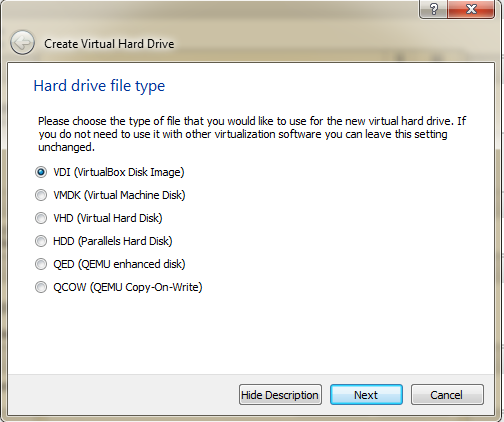 ?
Create Virtual Hard Drive
Hard drive file type
Please choose the type of file that you would like to use for the new virtual hard drive. If
you do not need to use it with other virtualization software you can leave this setting
unchanged.
VDI (VirtualBox Disk Image)
VMDK (Virtual Machine Disk)
VHD (Virtual Hard Disk)
HDD (Parallels Hard Disk)
QED (QEMU enhanced disk)
QCOW (QEMU Copy-On-Write)
Hide Description Next Cancel